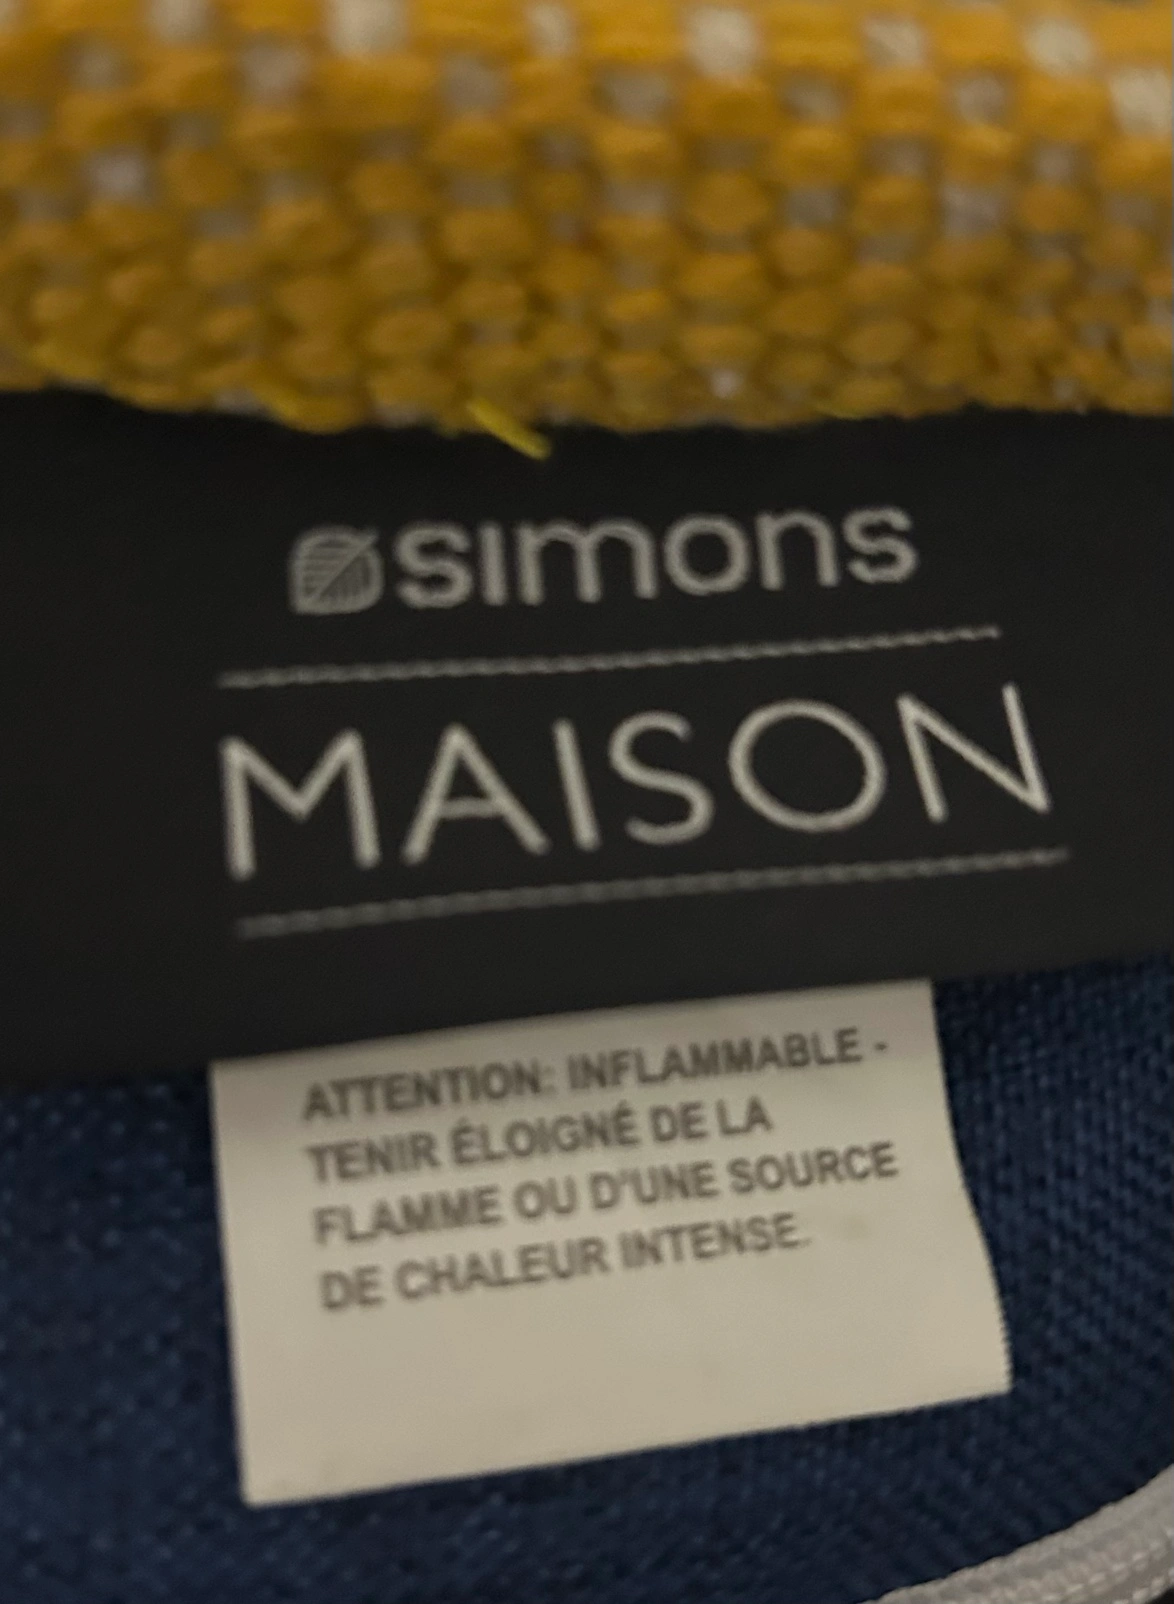 simons
MAISON
ATTENTION: INFLAMMABLE -
TENIR ÉLOIGNÉ DE LA
FLAMME OU D'UNE SOURCE
DE CHALEUR INTENSE.